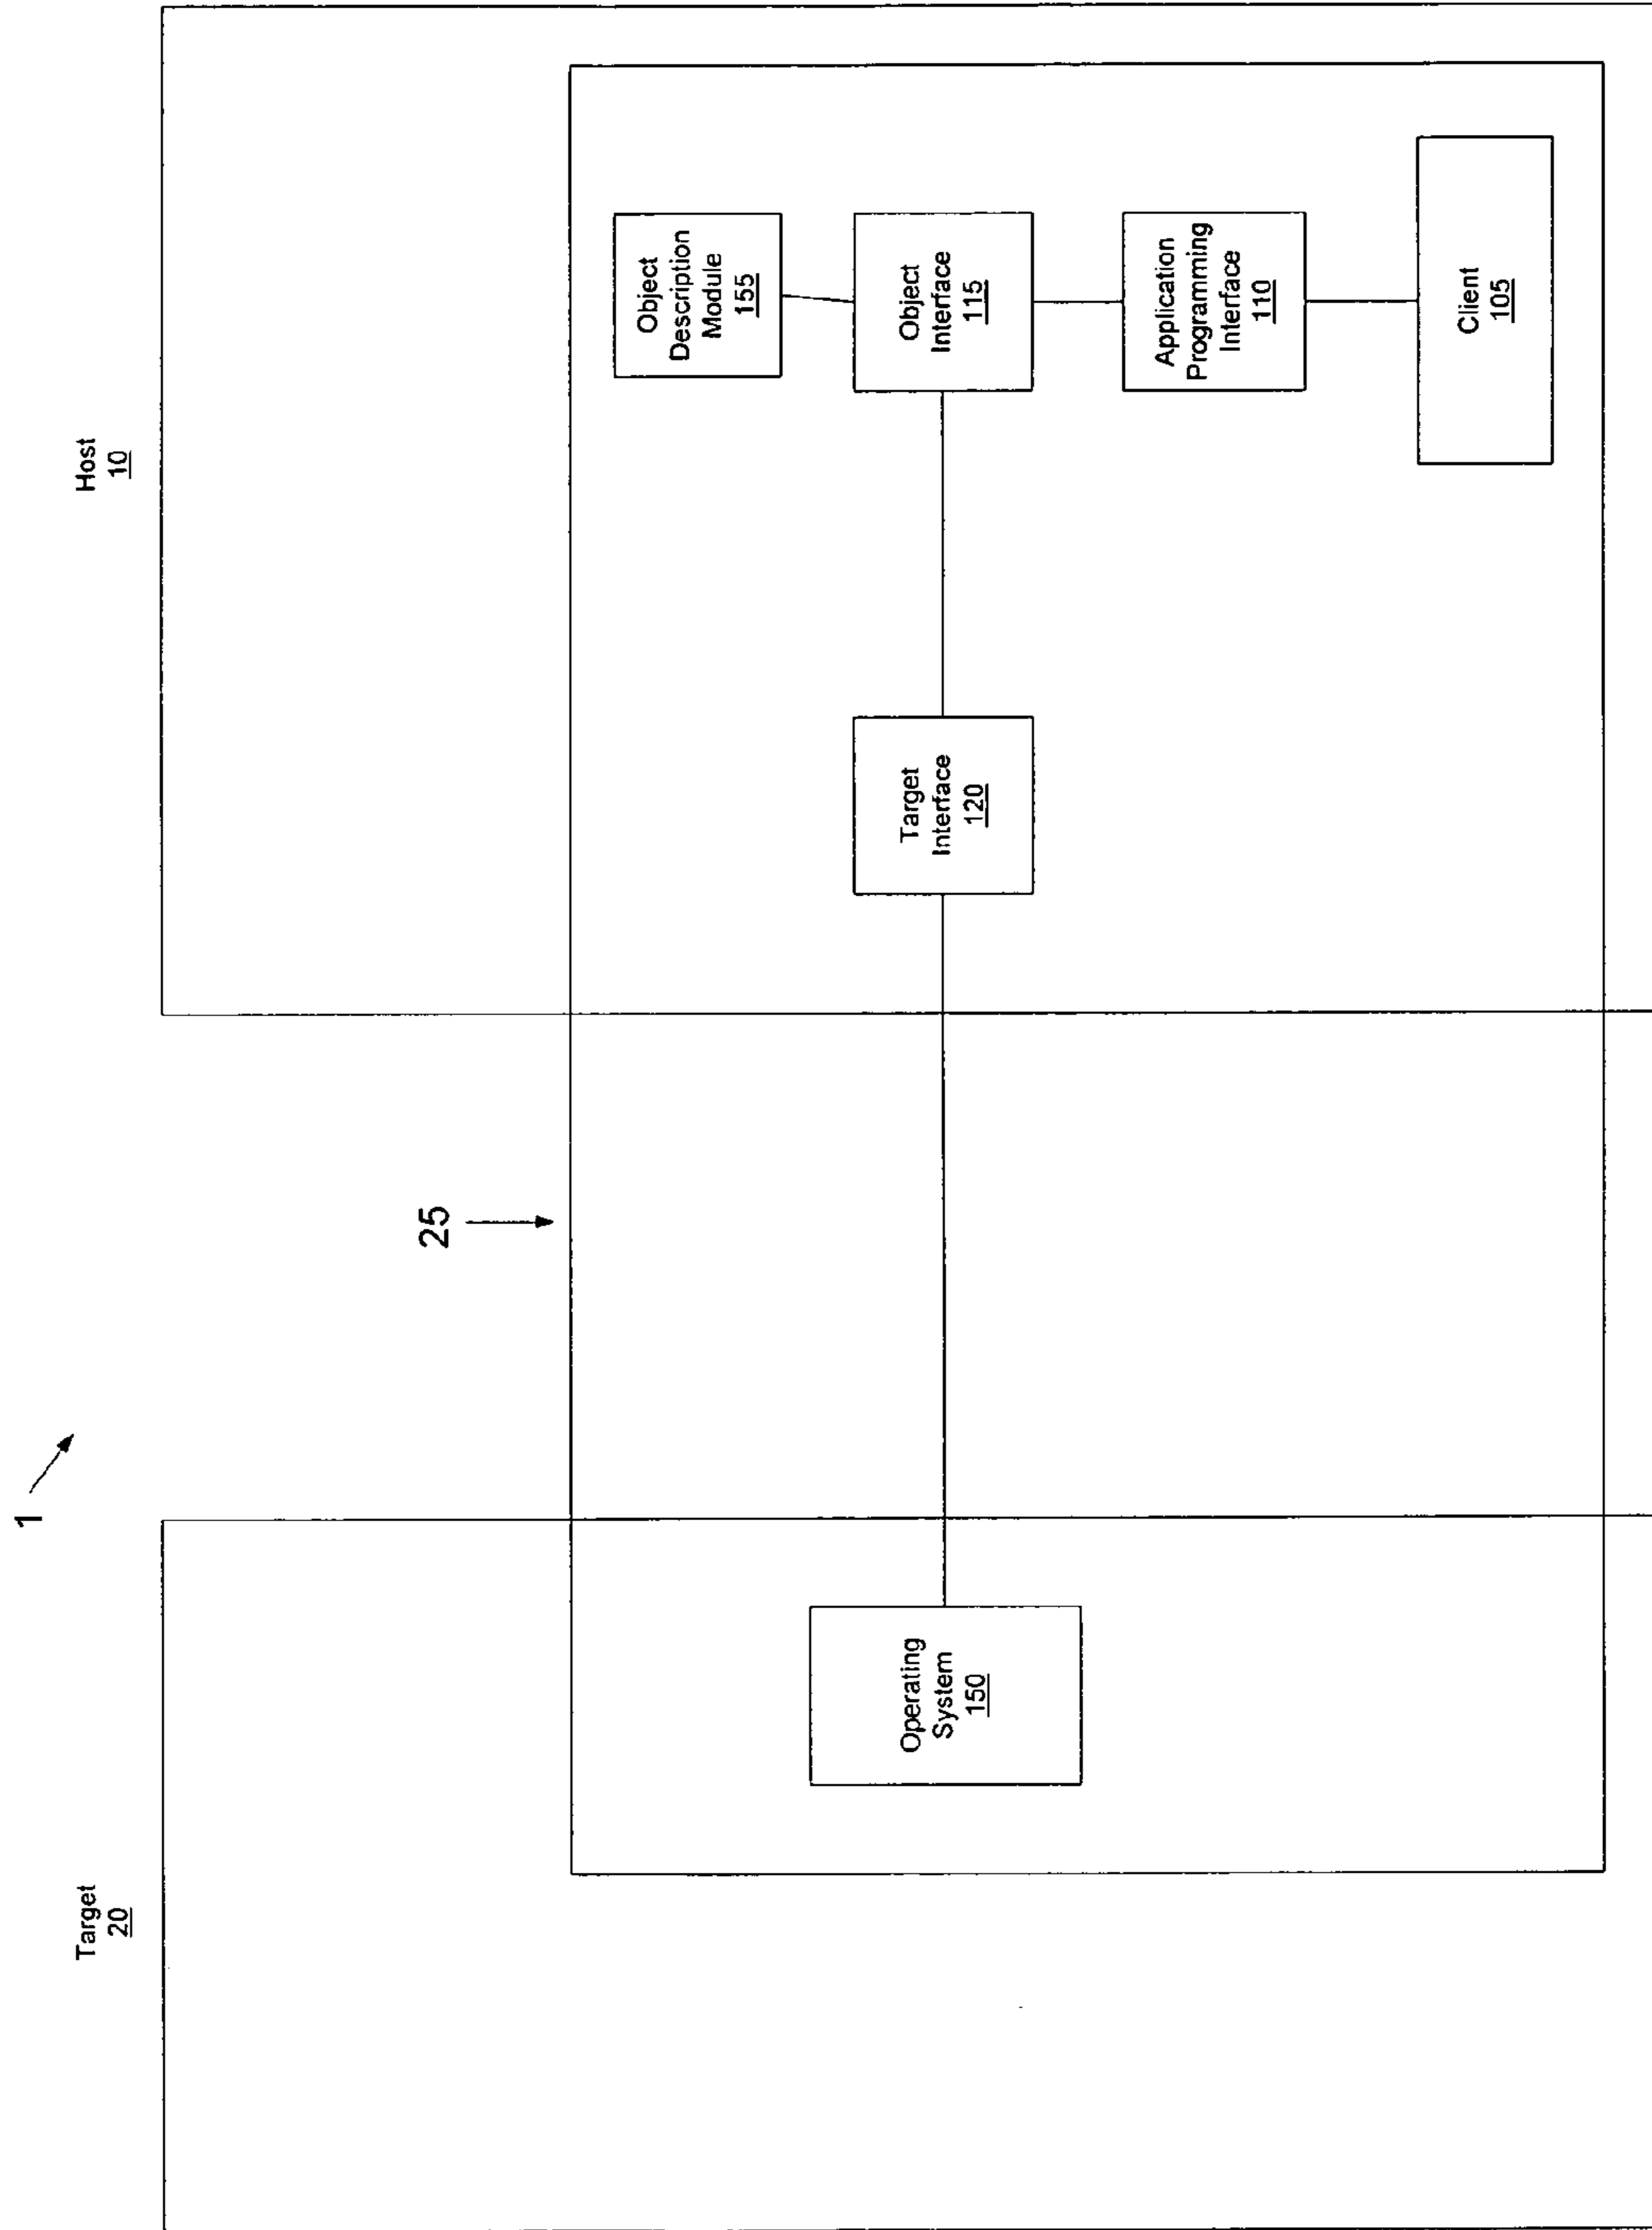 1
Target
20
Host
10
25
Operating
System
150
Target
Interface
120
Object
Description
Module
155
Object
Interface
115
Application
Programming
Interface
110
Client
105